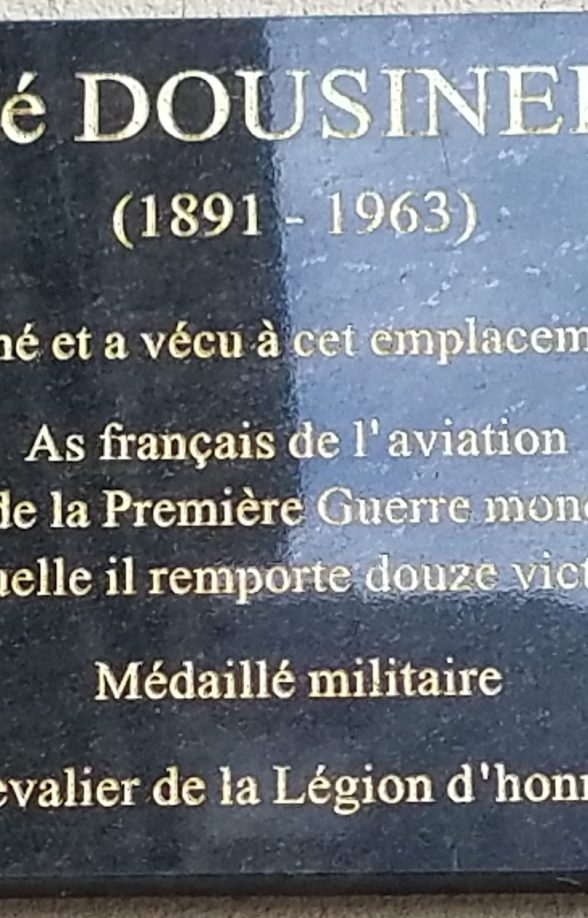 é DOUSINE
(1891 - 1963)
né et a vécu à cet emplacem
As français de l'aviation
de la Première Guerre mon
uelle il remporte douze vict
Médaillé militaire
evalier de la Légion d'hon